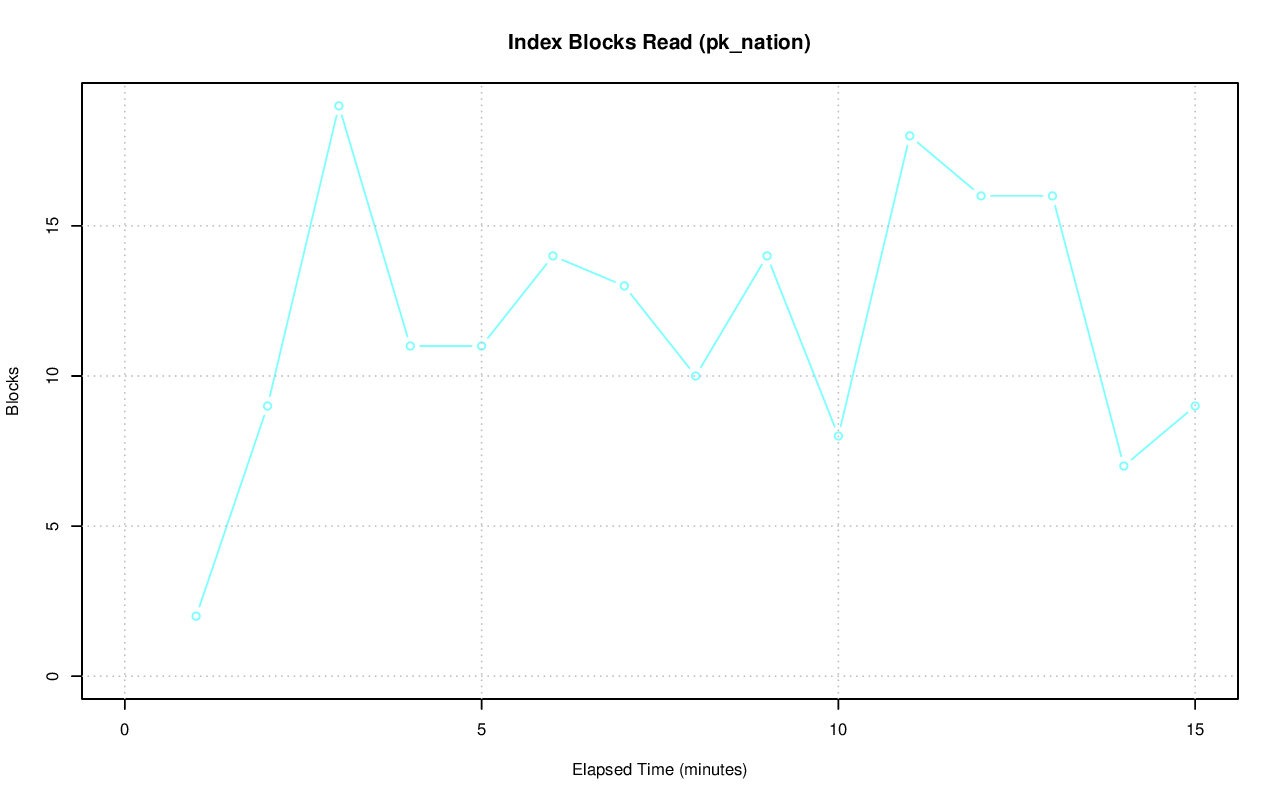 Index Blocks Read (pk_nation)
Blocks
15
10
5
0
0 5 10 15
Elapsed Time (minutes)